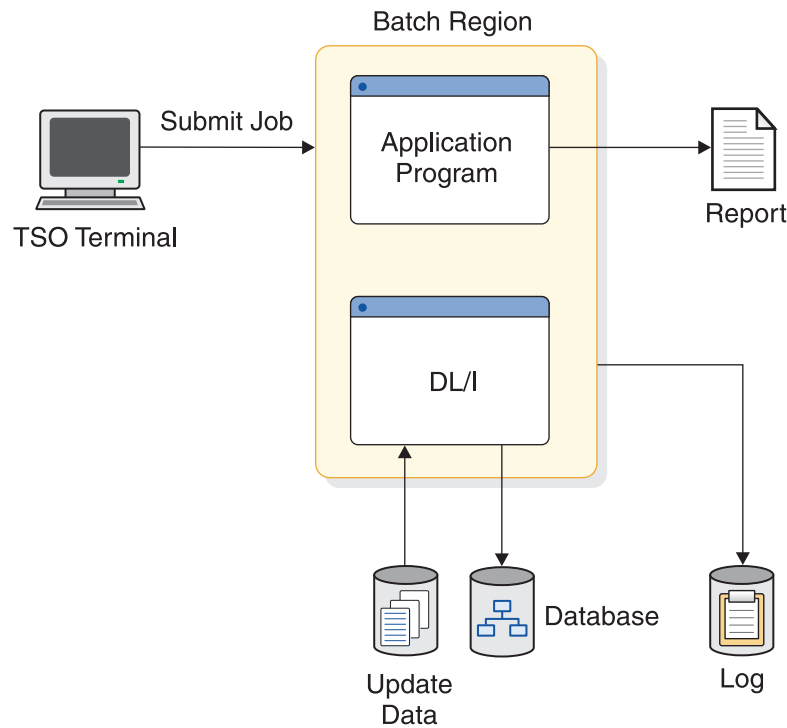 Batch Region
Submit Job
Application
Program
TSO Terminal
Report
DL/I
Database
Update
Data
Log